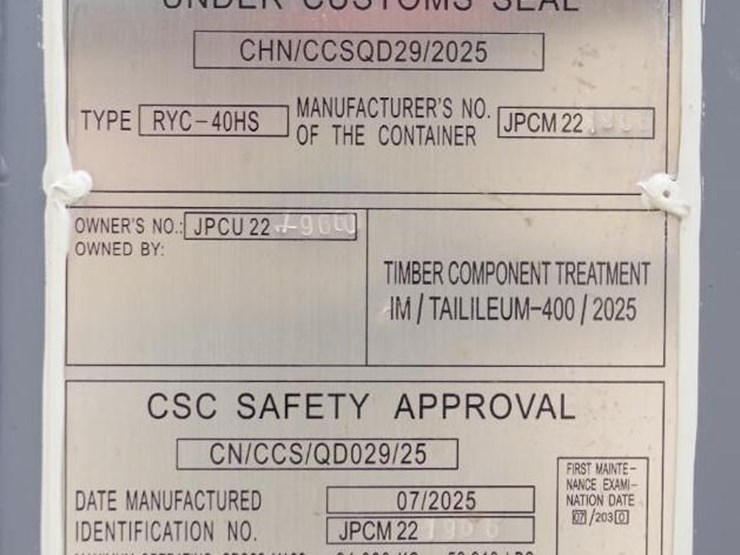 UNDER CUSTOMS SEAL
CHN/CCSQD29/2025
TYPE RYC-40HS MANUFACTURER'S NO. OF THE CONTAINER JPCM 22
OWNER'S NO.: JPCU 22
OWNED BY:
TIMBER COMPONENT TREATMENT
IM / TAILILEUM-400 / 2025
CSC SAFETY APPROVAL
CN/CCS/QD029/25
DATE MANUFACTURED 07/2025
IDENTIFICATION NO. JPCM 22
FIRST MAINTE-
NANCE EXAMI-
NATION DATE
07/2030